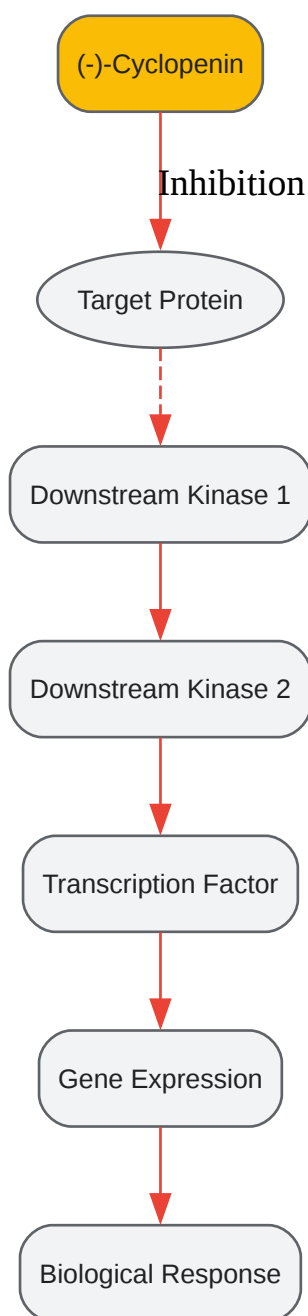 (-)-Cyclopenin
Inhibition
Target Protein
Downstream Kinase 1
Downstream Kinase 2
Transcription Factor
Gene Expression
Biological Response